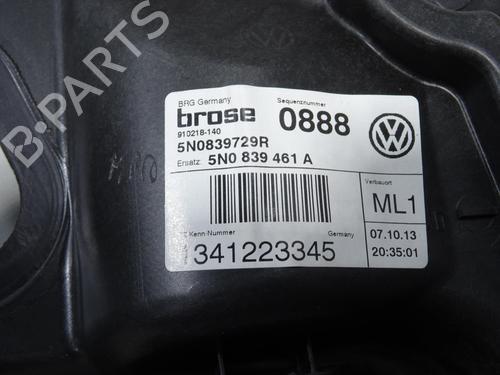 BRG Germany
Sequenznummer
brose
0888
910218-140
5N0839729R
Ersatz: 5N0 839 461 A
Verbauort
ML1
Kenn-Nummer
Germany
341223345
07.10.13
20:35:01
B-PARTS